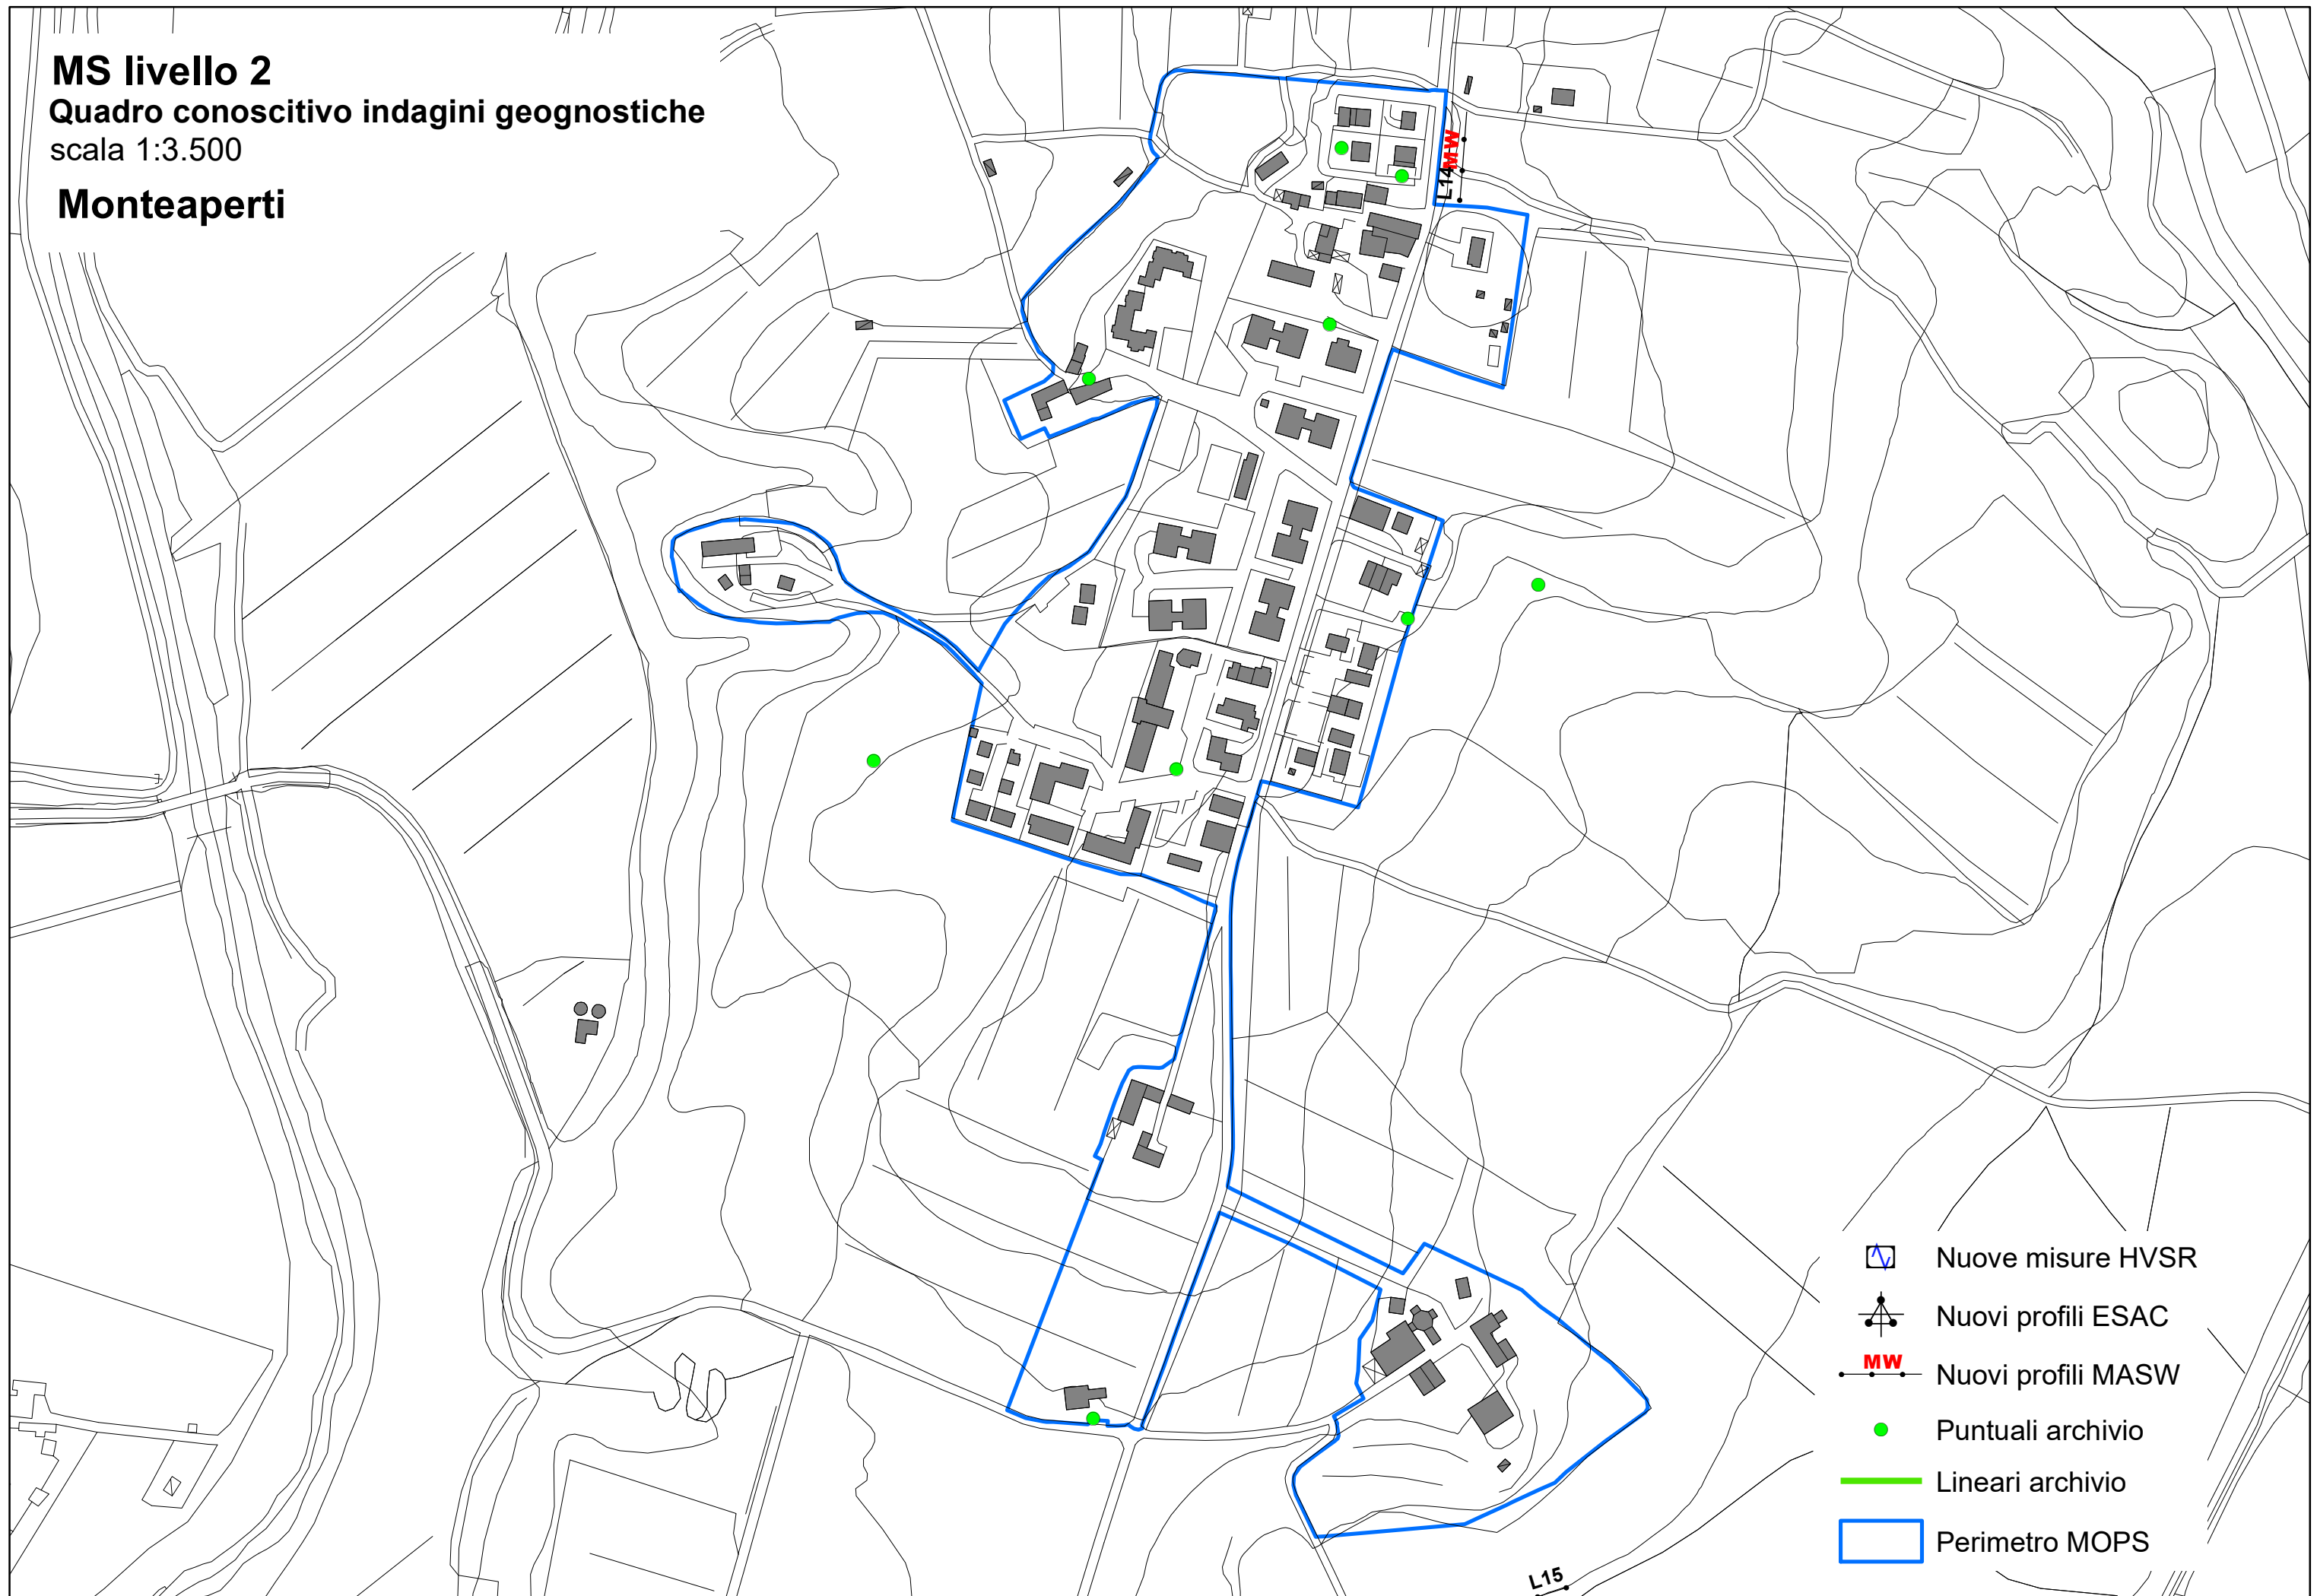 MS livello 2
Quadro conoscitivo indagini geognostiche
scala 1:3.500
Monteaperti
MW
L14
Nuove misure HVSR
Nuovi profili ESAC
MW
Nuovi profili MASW
Puntuali archivio
Lineari archivio
Perimetro MOPS
L15